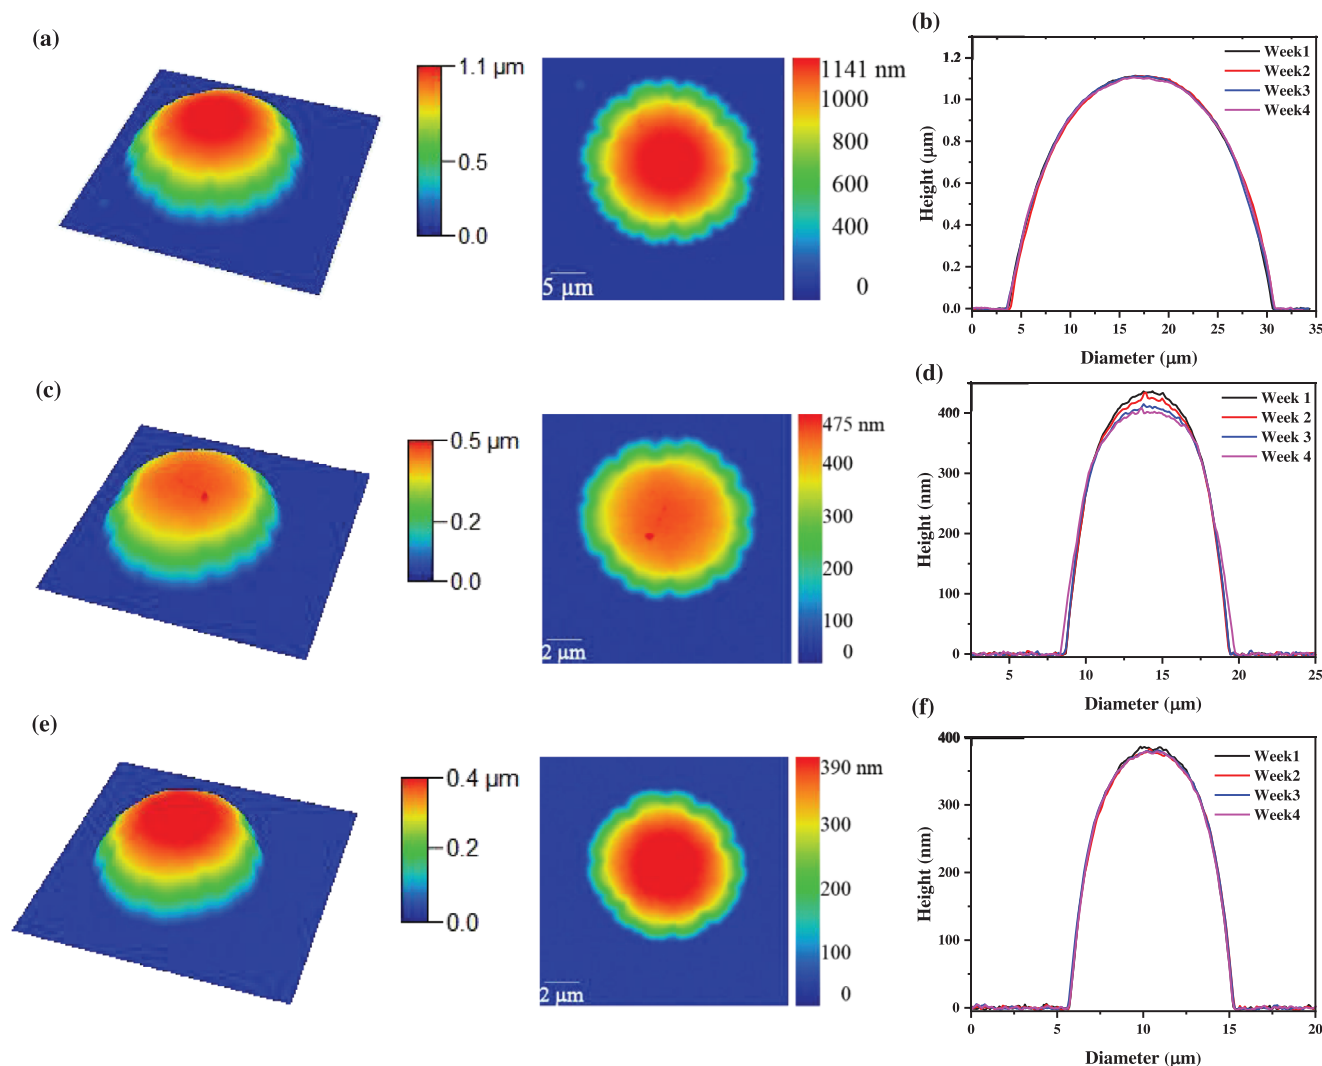 (a)
1.1 μm
0.5
0.0
1141 nm
1000
800
600
400
0
5 μm
(b)
Week1
Week2
Week3
Week4
Height (μm)
1.2
1.0
0.8
0.6
0.4
0.2
0.0
0 5 10 15 20 25 30 35
Diameter (μm)
(c)
0.5 μm
0.2
0.0
475 nm
400
300
200
100
0
2 μm
(d)
Week 1
Week 2
Week 3
Week 4
Height (nm)
400
300
200
100
0
5 10 15 20 25
Diameter (μm)
(e)
0.4 μm
0.2
0.0
390 nm
300
200
100
0
2 μm
(f)
Week1
Week2
Week3
Week4
Height (nm)
400
300
200
100
0
0 5 10 15 20
Diameter (μm)